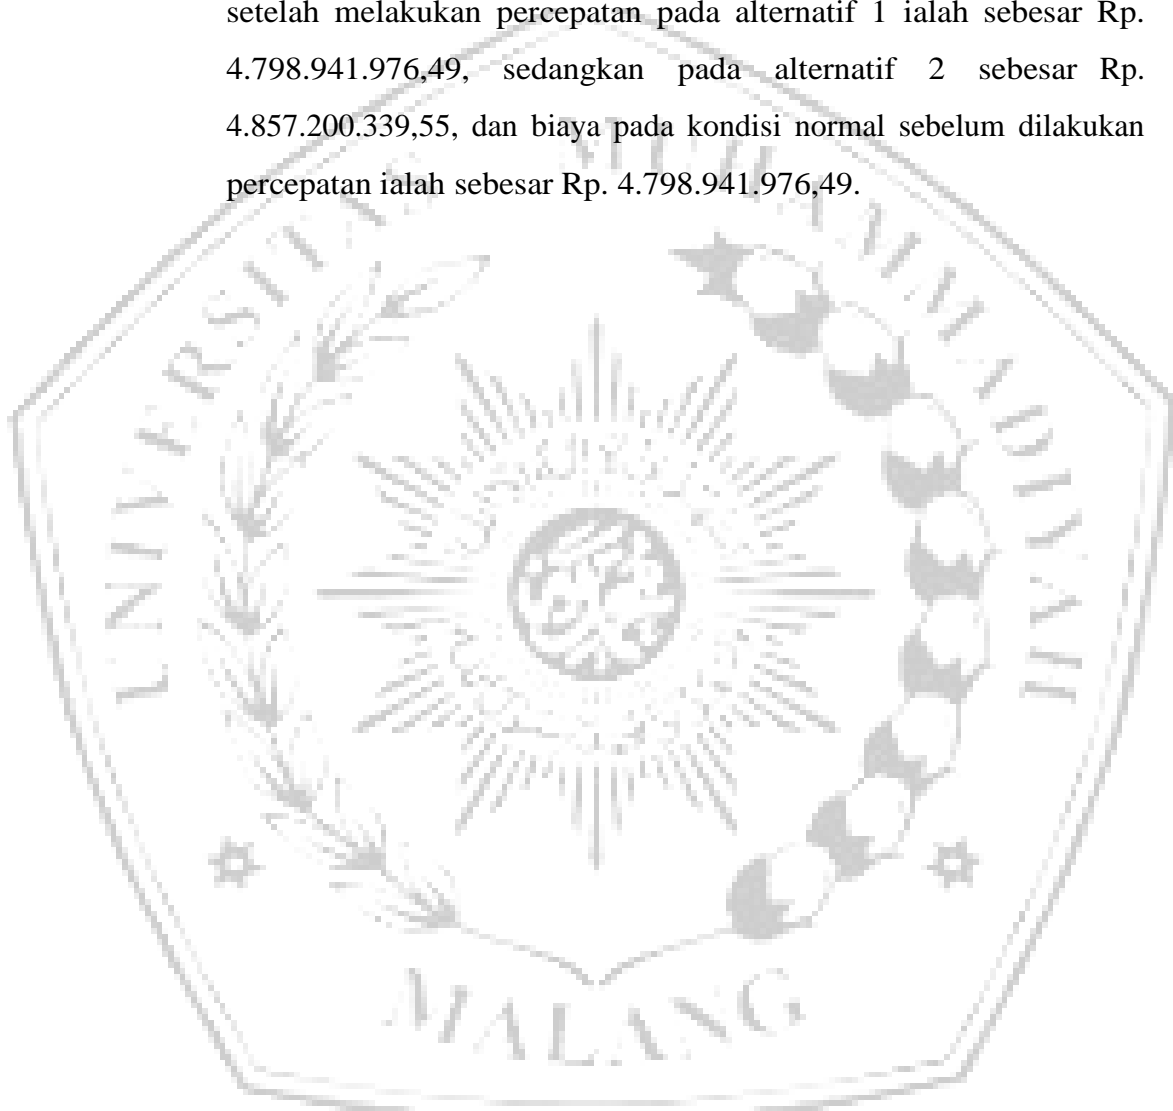 setelah melakukan percepatan pada alternatif 1 ialah sebesar Rp.
4.798.941.976,49, sedangkan pada alternatif 2 sebesar Rp.
4.857.200.339,55, dan biaya pada kondisi normal sebelum dilakukan
percepatan ialah sebesar Rp. 4.798.941.976,49.
UNIVERSITAS MUHAMMADIYAH
MALANG